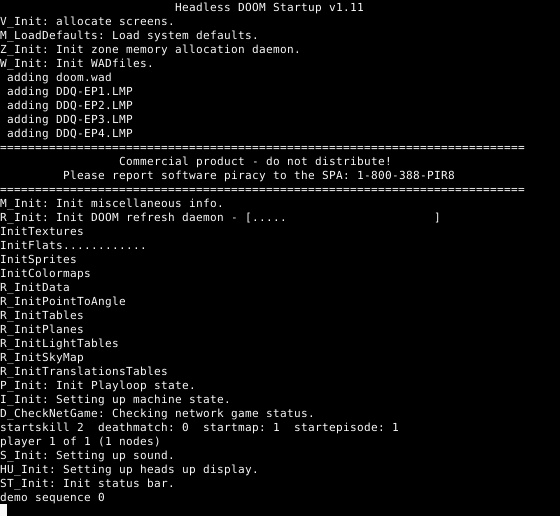 Headless DOOM Startup v1.11
V_Init: allocate screens.
M_LoadDefaults: Load system defaults.
Z_Init: Init zone memory allocation daemon.
W_Init: Init WADfiles.
 adding doom.wad
 adding DDQ-EP1.LMP
 adding DDQ-EP2.LMP
 adding DDQ-EP3.LMP
 adding DDQ-EP4.LMP
===========================================================================
Commercial product - do not distribute!
Please report software piracy to the SPA: 1-800-388-PIR8
===========================================================================
M_Init: Init miscellaneous info.
R_Init: Init DOOM refresh daemon - [.....                     ]
InitTextures
InitFlats............
InitSprites
InitColormaps
R_InitData
R_InitPointToAngle
R_InitTables
R_InitPlanes
R_InitLightTables
R_InitSkyMap
R_InitTranslationsTables
P_Init: Init Playloop state.
I_Init: Setting up machine state.
D_CheckNetGame: Checking network game status.
startskill 2  deathmatch: 0  startmap: 1  startepisode: 1
player 1 of 1 (1 nodes)
S_Init: Setting up sound.
HU_Init: Setting up heads up display.
ST_Init: Init status bar.
demo sequence 0